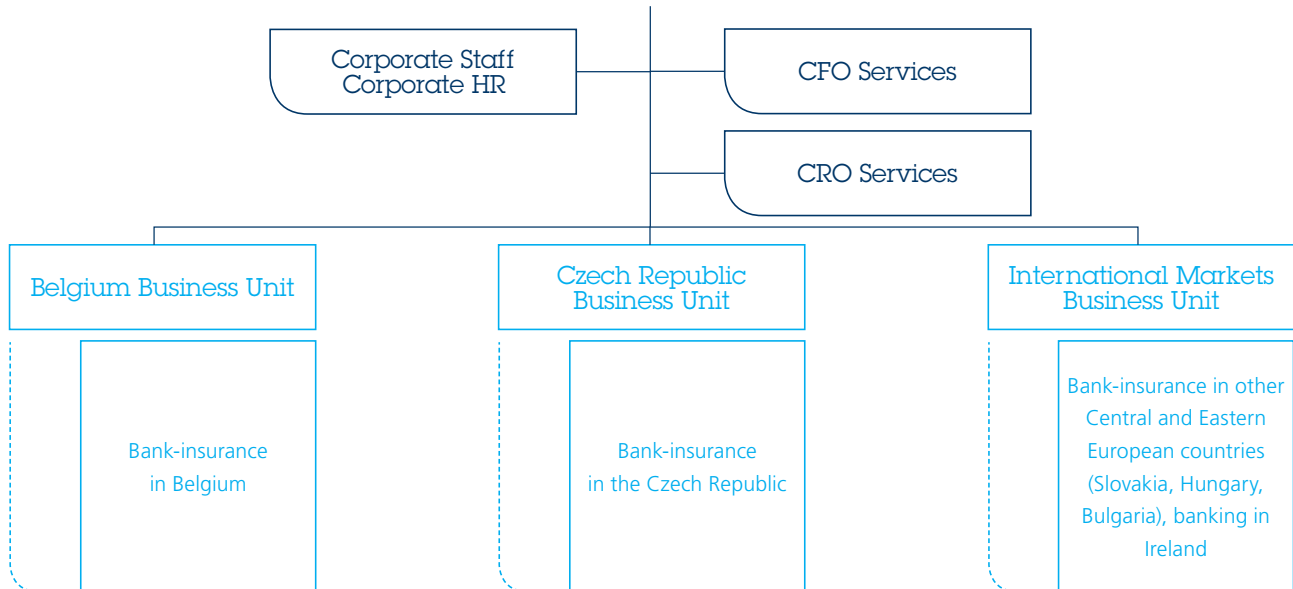 Corporate Staff
Corporate HR
CFO Services
CRO Services
Belgium Business Unit
Czech Republic
Business Unit
International Markets
Business Unit
Bank-insurance
in Belgium
Bank-insurance
in the Czech Republic
Bank-insurance in other
Central and Eastern
European countries
(Slovakia, Hungary,
Bulgaria), banking in
Ireland